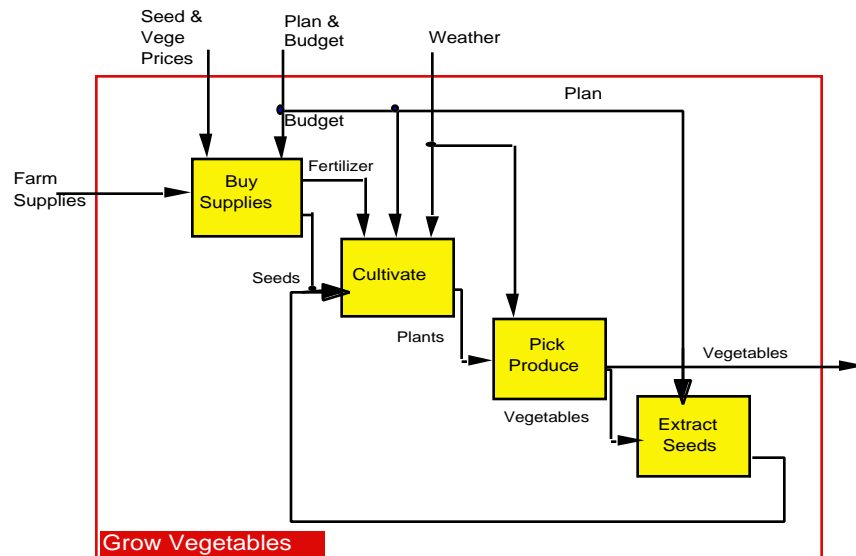 Seed &
Vege
Prices
Plan &
Budget
Weather
Plan
Budget
Farm
Supplies
Buy
Supplies
Fertilizer
Seeds
Cultivate
Plants
Pick
Produce
Vegetables
Vegetables
Extract
Seeds
Grow Vegetables